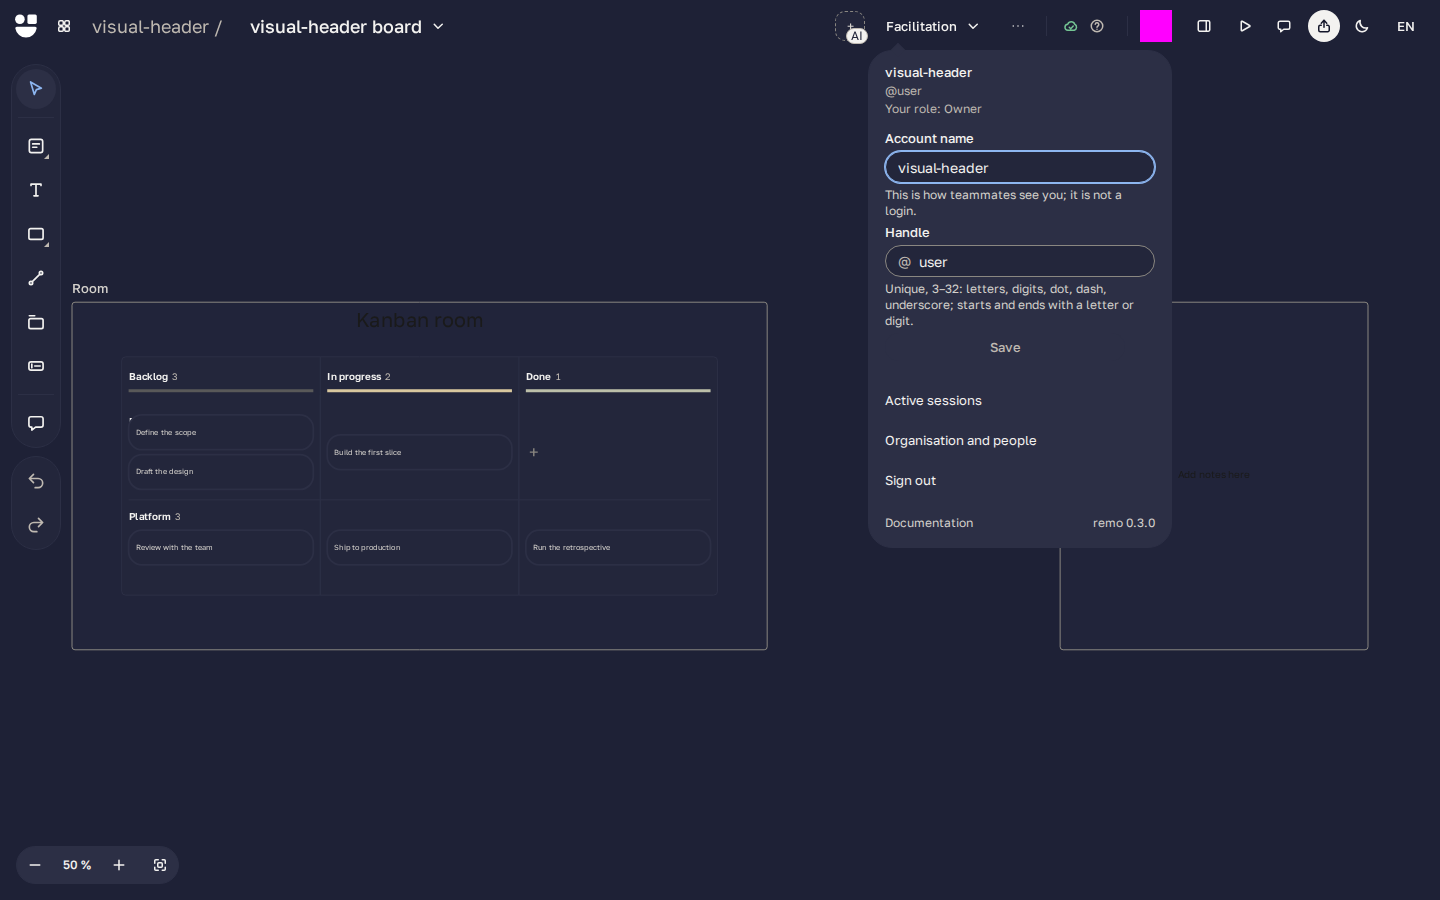 visual-header /
visual-header board
AI
Facilitation
EN
visual-header
@user
Your role: Owner
Account name
visual-header
This is how teammates see you; it is not a
login.
Handle
@ user
Unique, 3–32: letters, digits, dot, dash,
underscore; starts and ends with a letter or
digit.
Save
Active sessions
Organisation and people
Sign out
Documentation
remo 0.3.0
Room
Kanban room
Backlog 3
In progress 2
Done 1
Define the scope
Build the first slice
Draft the design
Platform 3
Review with the team
Ship to production
Run the retrospective
Add notes here
50 %